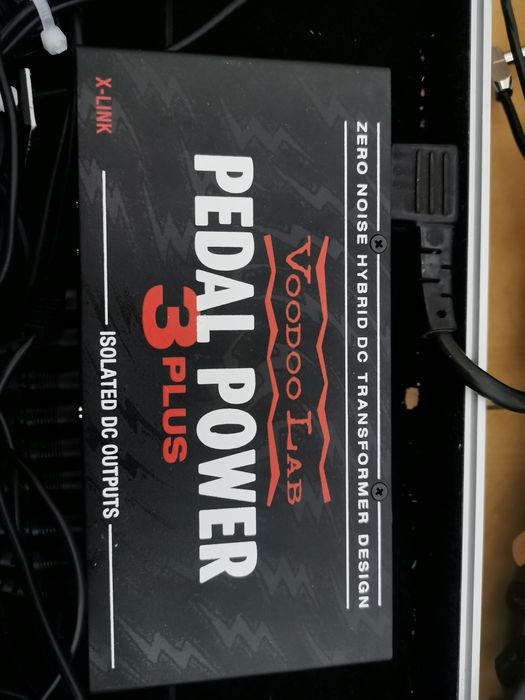 ZERO NOISE HYBRID DC TRANSFORMER DESIGN
VOODOO LAB
PEDAL POWER
3 PLUS
ISOLATED DC OUTPUTS
X-LINK